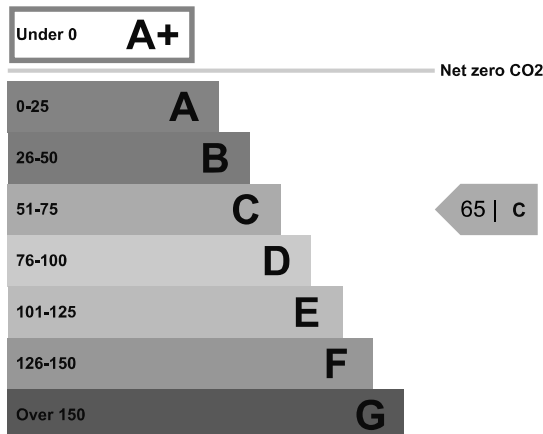 Under 0 A+
Net zero CO2
0-25 A
26-50 B
51-75 C
65 | C
76-100 D
101-125 E
126-150 F
Over 150 G